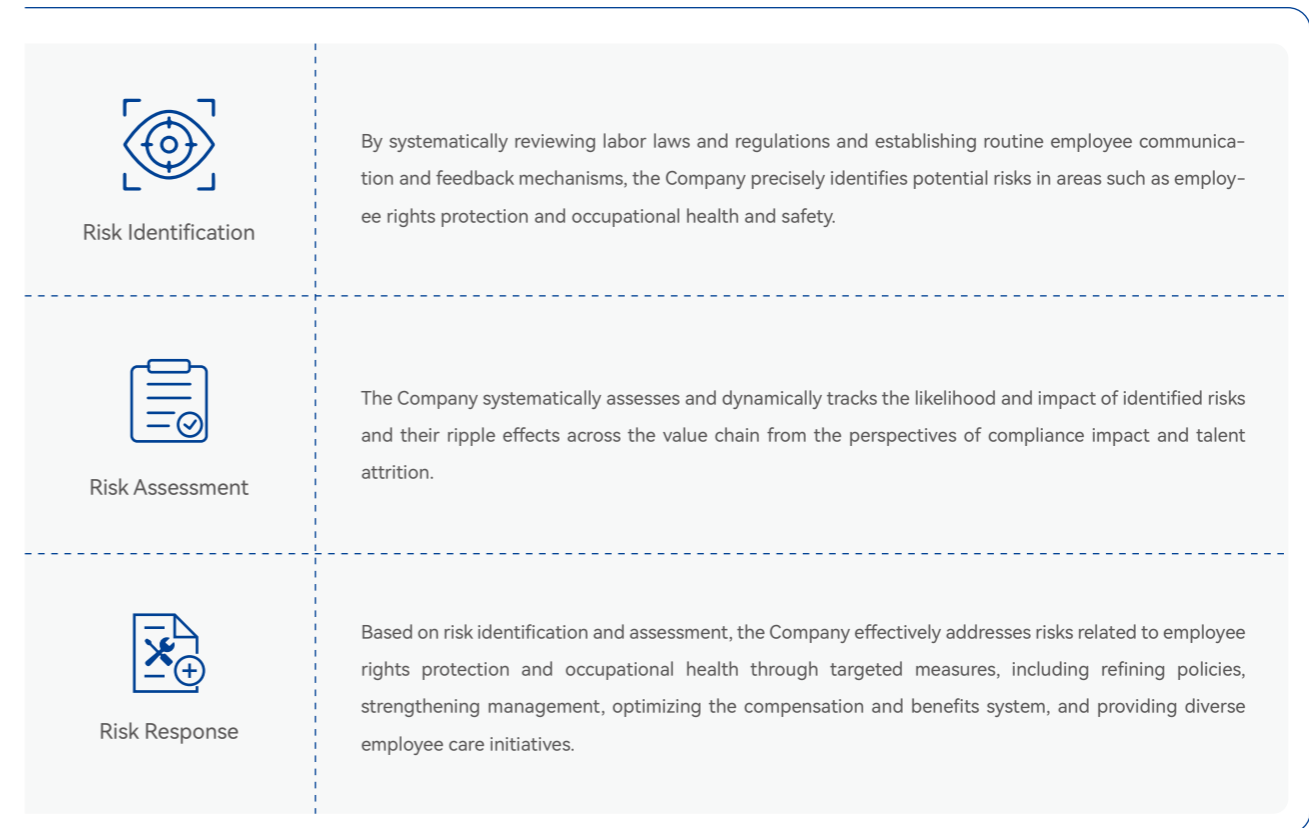 By systematically reviewing labor laws and regulations and establishing routine employee communica-
tion and feedback mechanisms, the Company precisely identifies potential risks in areas such as employ-
ee rights protection and occupational health and safety.
Risk Identification
The Company systematically assesses and dynamically tracks the likelihood and impact of identified risks
and their ripple effects across the value chain from the perspectives of compliance impact and talent
attrition.
Risk Assessment
Based on risk identification and assessment, the Company effectively addresses risks related to employee
rights protection and occupational health through targeted measures, including refining policies,
strengthening management, optimizing the compensation and benefits system, and providing diverse
employee care initiatives.
Risk Response